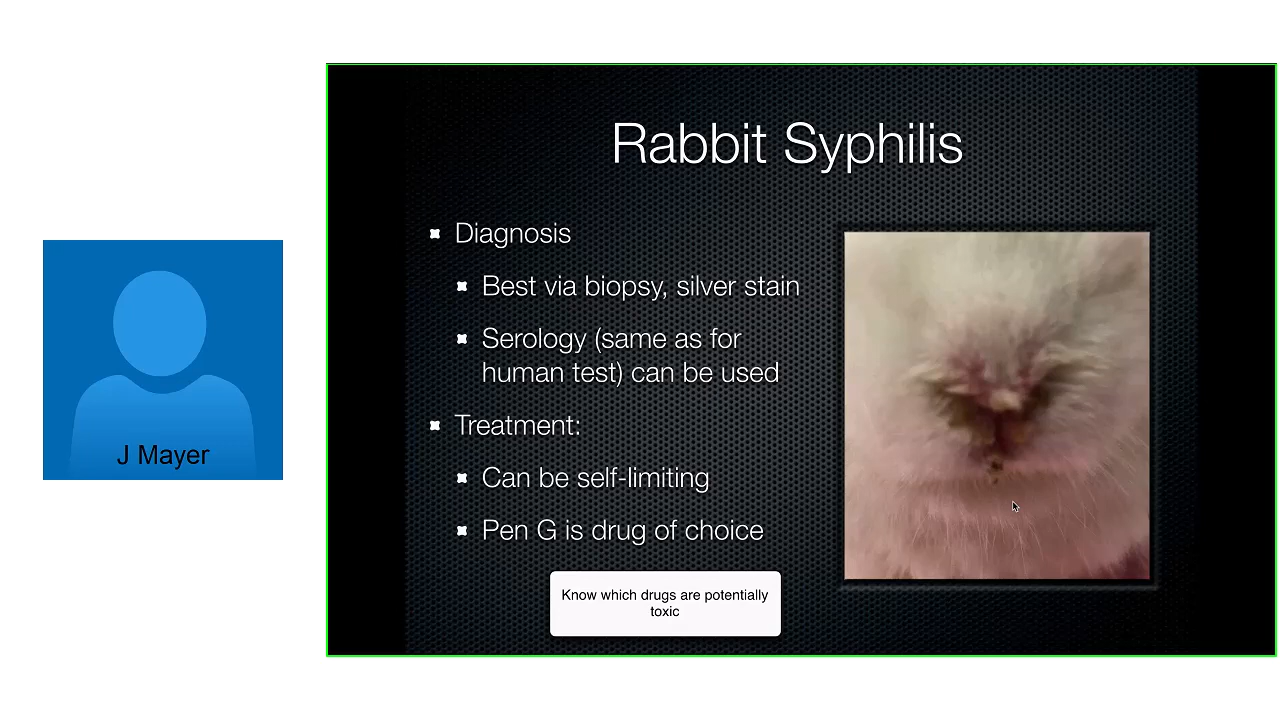 Rabbit Syphilis
Diagnosis
Best via biopsy, silver stain
Serology (same as for
human test) can be used
Treatment:
Can be self-limiting
Pen G is drug of choice
Know which drugs are potentially
toxic
J Mayer